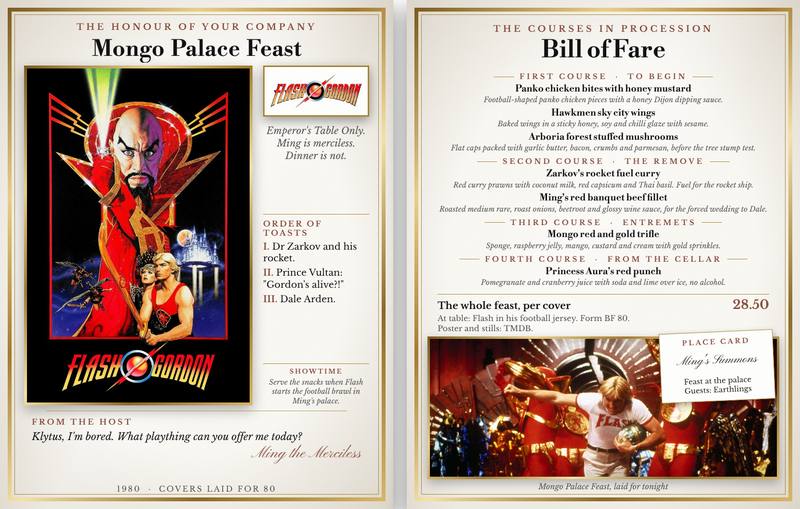 THE HONOUR OF YOUR COMPANY
Mongo Palace Feast
FLASH GORDON
Emperor's Table Only.
Ming is merciless.
Dinner is not.
ORDER OF
TOASTS
I. Dr Zarkov and his
rocket.
II. Prince Vultan:
"Gordon's alive?!"
III. Dale Arden.
SHOWTIME
Serve the snacks when Flash
starts the football brawl in
Ming's palace.
FLASH GORDON
FROM THE HOST
Klytus, I'm bored. What plaything can you offer me today?
Ming the Merciless
1980 · COVERS LAID FOR 80
THE COURSES IN PROCESSION
Bill of Fare
FIRST COURSE · TO BEGIN
Panko chicken bites with honey mustard
Football-shaped panko chicken pieces with a honey Dijon dipping sauce.
Hawkmen sky city wings
Baked wings in a sticky honey, soy and chilli glaze with sesame.
Arboria forest stuffed mushrooms
Flat caps packed with garlic butter, bacon, crumbs and parmesan, before the tree stump test.
SECOND COURSE · THE REMOVE
Zarkov's rocket fuel curry
Red curry prawns with coconut milk, red capsicum and Thai basil. Fuel for the rocket ship.
Ming's red banquet beef fillet
Roasted medium rare, roast onions, beetroot and glossy wine sauce, for the forced wedding to Dale.
THIRD COURSE · ENTREMETS
Mongo red and gold trifle
Sponge, raspberry jelly, mango, custard and cream with gold sprinkles.
FOURTH COURSE · FROM THE CELLAR
Princess Aura's red punch
Pomegranate and cranberry juice with soda and lime over ice, no alcohol.
The whole feast, per cover 28.50
At table: Flash in his football jersey. Form BF 80.
Poster and stills: TMDB.
PLACE CARD
Ming's Summons
Feast at the palace
Guests: Earthlings
FLASH
Mongo Palace Feast, laid for tonight